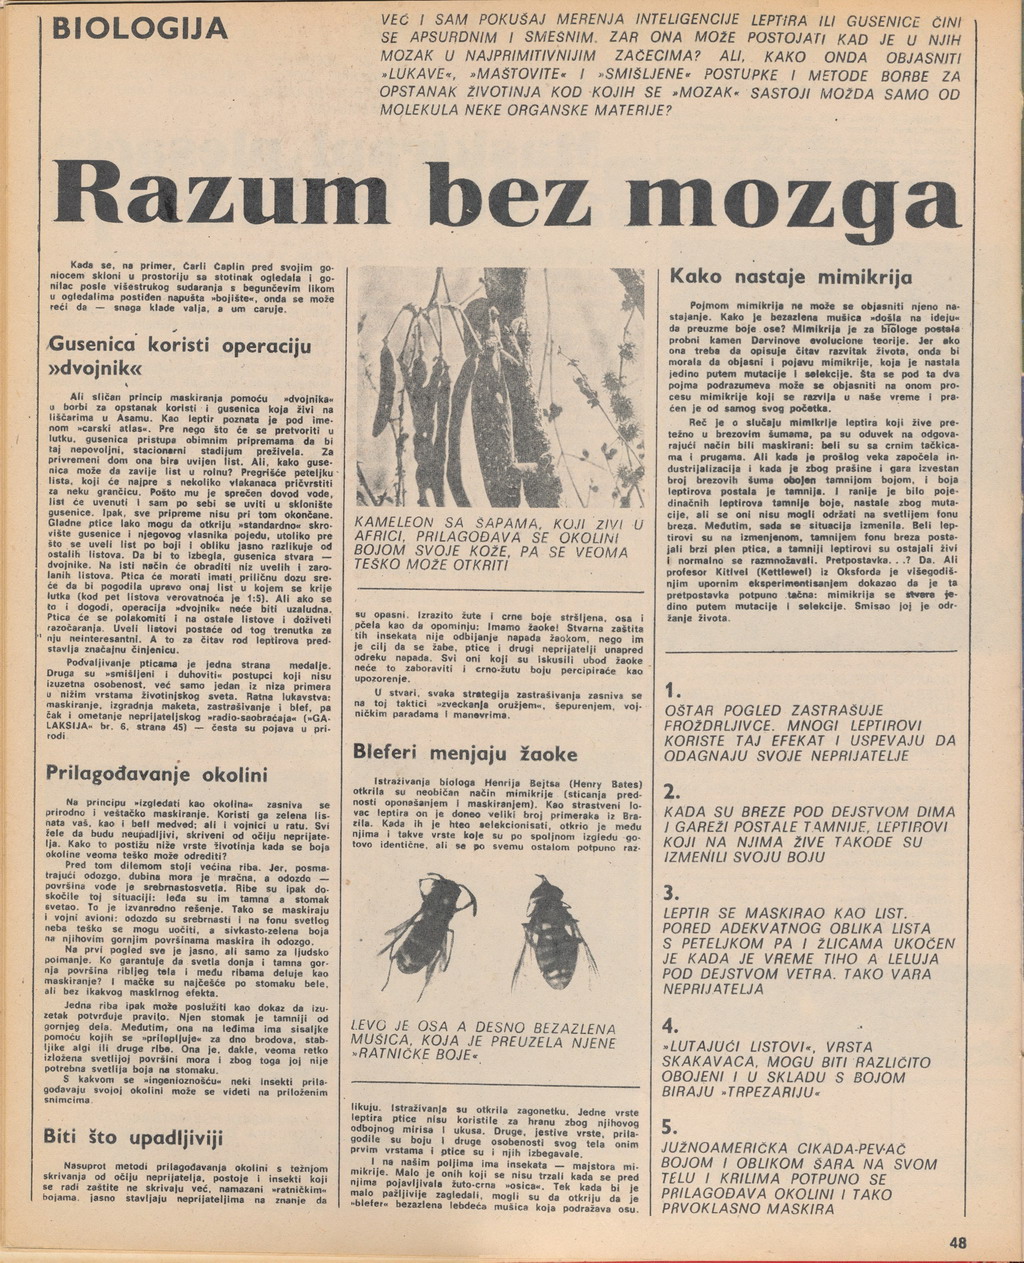 BIOLOGIJA
VEĆ I SAM POKUŠAJ MERENJA INTELIGENCIJE LEPTIRA ILI GUSENICE ČINI
SE APSURDNIM I SMEŠNIM. ZAR ONA MOŽE POSTOJATI KAD JE U NJIH
MOZAK U NAJPRIMITIVNIJIM ZAČECIMA? ALI, KAKO ONDA OBJASNITI
»LUKAVE«, »MAŠTOVITE« I »SMIŠLJENE« POSTUPKE I METODE BORBE ZA
OPSTANAK ŽIVOTINJA KOD KOJIH SE »MOZAK« SASTOJI MOŽDA SAMO OD
MOLEKULA NEKE ORGANSKE MATERIJE?
Razum bez mozga
Kada se, na primer, Čarli Čaplin pred svojim go-
niocem skloni u prostoriju sa stotinak ogledala i go-
nilac posle višestrukog sudaranja s begunčevim likom
u ogledalima postiđen napušta »bojište«, onda se može
reći da — snaga klade valja, a um caruje.
Gusenica koristi operaciju
»dvojnik«
Ali sličan princip maskiranja pomoću »dvojnika«
u borbi za opstanak koristi i gusenica koja živi na
liščarima u Asamu. Kao leptir poznata je pod ime-
nom »carski atlas«. Pre nego što će se pretvoriti u
lutku, gusenica pristupa obimnim pripremama da bi
taj nepovoljni, stacionarni stadijum preživela. Za
privremeni dom ona bira uvijen list. Ali, kako guse-
nica može da zavije list u rolnu? Pregrišće peteljku
lista, koji će najpre s nekoliko vlakanaca pričvrstiti
za neku grančicu. Pošto mu je sprečen dovod vode,
list će uvenuti i sam po sebi se uviti u sklonište
gusenice. Ipak, sve pripreme nisu pri tom okončane.
Gladne ptice lako mogu da otkriju »standardno« skro-
vište gusenice i njegovog vlasnika pojedu, utoliko pre
što se uveli list po boji i obliku jasno razlikuje od
ostalih listova. Da bi to izbegla, gusenica stvara —
dvojnike. Na isti način će obraditi niz uvelih i zaro-
lanih listova. Ptica će morati imati priličnu dozu sre-
će da bi pogodila upravo onaj list u kojem se krije
lutka (kod pet listova verovatnoća je 1:5). Ali ako se
to i dogodi, operacija »dvojnik« neće biti uzaludna.
Ptica će se polakomiti i na ostale listove i doživeti
razočaranja. Uveli listovi postaće od tog trenutka za
nju neinteresantni. A to za čitav rod leptirova pred-
stavlja značajnu činjenicu.
Podvaljivanje pticama je jedna strana medalje.
Druga su »smišljeni i duhoviti« postupci koji nisu
izuzetna osobenost, već samo jedan iz niza primera
u nižim vrstama životinjskog sveta. Ratna lukavstva:
maskiranje, izgradnja maketa, zastrašivanje i blef, pa
čak i ometanje neprijateljskog »radio-saobraćaja« (»GA-
LAKSIJA« br. 6, strana 45) — česta su pojava u pri-
rodi.
Prilagođavanje okolini
Na principu »izgledati kao okolina« zasniva se
prirodno i veštačko maskiranje. Koristi ga zelena lis-
nata vaš, kao i beli medved; ali i vojnici u ratu. Svi
žele da budu neupadljivi, skriveni od očiju neprijate-
lja. Kako to postižu niže vrste životinja kada se boja
okoline veoma teško može odrediti?
Pred tom dilemom stoji većina riba. Jer, posma-
trajući odozgo, dubina mora je mračna, a odozdo —
površina vode je srebrnastosvetla. Ribe su ipak do-
skočile toj situaciji: leđa su im tamna a stomak
svetao. To je izvanredno rešenje. Tako se maskiraju
i vojni avioni: odozdo su srebrnasti i na fonu svetlog
neba teško se mogu uočiti, a sivkasto-zelena boja
na njihovim gornjim površinama maskira ih odozgo.
Na prvi pogled sve je jasno, ali samo za ljudsko
poimanje. Ko garantuje da svetla donja i tamna gor-
nja površina ribljeg tela i među ribama deluje kao
maskiranje? I mačke su najčešće po stomaku bele,
ali bez ikakvog maskirnog efekta.
Jedna riba ipak može poslužiti kao dokaz da izu-
zetak potvrđuje pravilo. Njen stomak je tamniji od
gornjeg dela. Međutim, ona na leđima ima sisaljke
pomoću kojih se »prilepljuje« za dno brodova, stab-
ljike algi ili druge ribe. Ona je, dakle, veoma retko
izložena svetlijoj površini mora i zbog toga joj nije
potrebna svetlija boja na stomaku.
S kakvom se »ingenioznošću« neki insekti prila-
gođavaju svojoj okolini može se videti na priloženim
snimcima.
Biti što upadljiviji
Nasuprot metodi prilagođavanja okolini s težnjom
skrivanja od očiju neprijatelja, postoje i insekti koji
se radi zaštite ne skrivaju već, namazani »ratničkim«
bojama, jasno stavljaju neprijateljima na znanje da
KAMELEON SA ŠAPAMA, KOJI ŽIVI U
AFRICI, PRILAGOĐAVA SE OKOLINI
BOJOM SVOJE KOŽE, PA SE VEOMA
TEŠKO MOŽE OTKRITI
su opasni. Izrazito žute i crne boje stršljena, osa i
pčela kao da opominju: Imamo žaoke! Stvarna zaštita
tih insekata nije odbijanje napada žaokom, nego im
je cilj da se žabe, ptice i drugi neprijatelji unapred
odreku napada. Svi oni koji su iskusili ubod žaoke
neće to zaboraviti i crno-žutu boju percipiraće kao
upozorenje.
U stvari, svaka strategija zastrašivanja zasniva se
na toj taktici »zveckanja oružjem«, šepurenjem, voj-
ničkim paradama i manevrima.
Bleferi menjaju žaoke
Istraživanja biologa Henrija Bejtsa (Henry Bates)
otkrila su neobičan način mimikrije (sticanja pred-
nosti oponašanjem i maskiranjem). Kao strastveni lo-
vac leptira on je doneo veliki broj primeraka iz Bra-
zila. Kada ih je hteo selekcionisati, otkrio je među
njima i takve vrste koje su po spoljnom izgledu go-
tovo identične, ali se po svemu ostalom potpuno raz-
LEVO JE OSA A DESNO BEZAZLENA
MUŠICA, KOJA JE PREUZELA NJENE
»RATNIČKE BOJE«
likuju. Istraživanja su otkrila zagonetku. Jedne vrste
leptira ptice nisu koristile za hranu zbog njihovog
odbojnog mirisa i ukusa. Druge, jestive vrste, prila-
godile su boju i druge osobenosti svog tela onim
prvim vrstama i ptice su i njih izbegavale.
I na našim poljima ima insekata — majstora mi-
mikrije. Malo je onih koji se nisu trzali kada se pred
njima pojavljivala žuto-crna »osica«. Tek kada bi je
malo pažljivije zagledali, mogli su da otkriju da je
»blefer« bezazlena lebdeća mušica koja podražava osu.
Kako nastaje mimikrija
Pojmom mimikrija ne može se objasniti njeno na-
stajanje. Kako je bezazlena mušica »došla na ideju«
da preuzme boje ose? Mimikrija je za biologe postala
probni kamen Darvinove evolucione teorije. Jer ako
ona treba da opisuje čitav razvitak života, onda bi
morala da objasni i pojavu mimikrije, koja je nastala
jedino putem mutacije i selekcije. Šta se pod ta dva
pojma podrazumeva može se objasniti na onom pro-
cesu mimikrije koji se razvija u naše vreme i pra-
ćen je od samog svog početka.
Reč je o slučaju mimikrije leptira koji žive pre-
težno u brezovim šumama, pa su oduvek na odgova-
rajući način bili maskirani: beli su sa crnim tačkica-
ma i prugama. Ali kada je prošlog veka započela in-
dustrijalizacija i kada je zbog prašine i gara izvestan
broj brezovih šuma obojen tamnijom bojom, i boja
leptirova postala je tamnija. I ranije je bilo poje-
dinačnih leptirova tamnije boje, nastale zbog muta-
cije, ali se oni nisu mogli održati na svetlijem fonu
breza. Međutim, sada se situacija izmenila. Beli lep-
tirovi su na izmenjenom, tamnijem fonu breza posta-
jali brzi plen ptica, a tamniji leptirovi su ostajali živi
i normalno se razmnožavali. Pretpostavka. . .? Da. Ali
profesor Kitlvel (Kettlewel) iz Oksforda je višegodiš-
njim upornim eksperimentisanjem dokazao da je ta
pretpostavka potpuno tačna: mimikrija se stvara je-
dino putem mutacije i selekcije. Smisao joj je odr-
žanje života.
1.
OŠTAR POGLED ZASTRAŠUJE
PROŽDRLJIVCE. MNOGI LEPTIROVI
KORISTE TAJ EFEKAT I USPEVAJU DA
ODAGNAJU SVOJE NEPRIJATELJE
2.
KADA SU BREZE POD DEJSTVOM DIMA
I GAREŽI POSTALE TAMNIJE, LEPTIROVI
KOJI NA NJIMA ŽIVE TAKOĐE SU
IZMENILI SVOJU BOJU
3.
LEPTIR SE MASKIRAO KAO LIST.
PORED ADEKVATNOG OBLIKA LISTA
S PETELJKOM PA I ŽLICAMA UKOČEN
JE KADA JE VREME TIHO A LELUJA
POD DEJSTVOM VETRA. TAKO VARA
NEPRIJATELJA
4.
»LUTAJUĆI LISTOVI«, VRSTA
SKAKAVACA, MOGU BITI RAZLIČITO
OBOJENI I U SKLADU S BOJOM
BIRAJU »TRPEZARIJU«
5.
JUŽNOAMERIČKA CIKADA-PEVAČ
BOJOM I OBLIKOM ŠARA NA SVOM
TELU I KRILIMA POTPUNO SE
PRILAGOĐAVA OKOLINI I TAKO
PRVOKLASNO MASKIRA
48